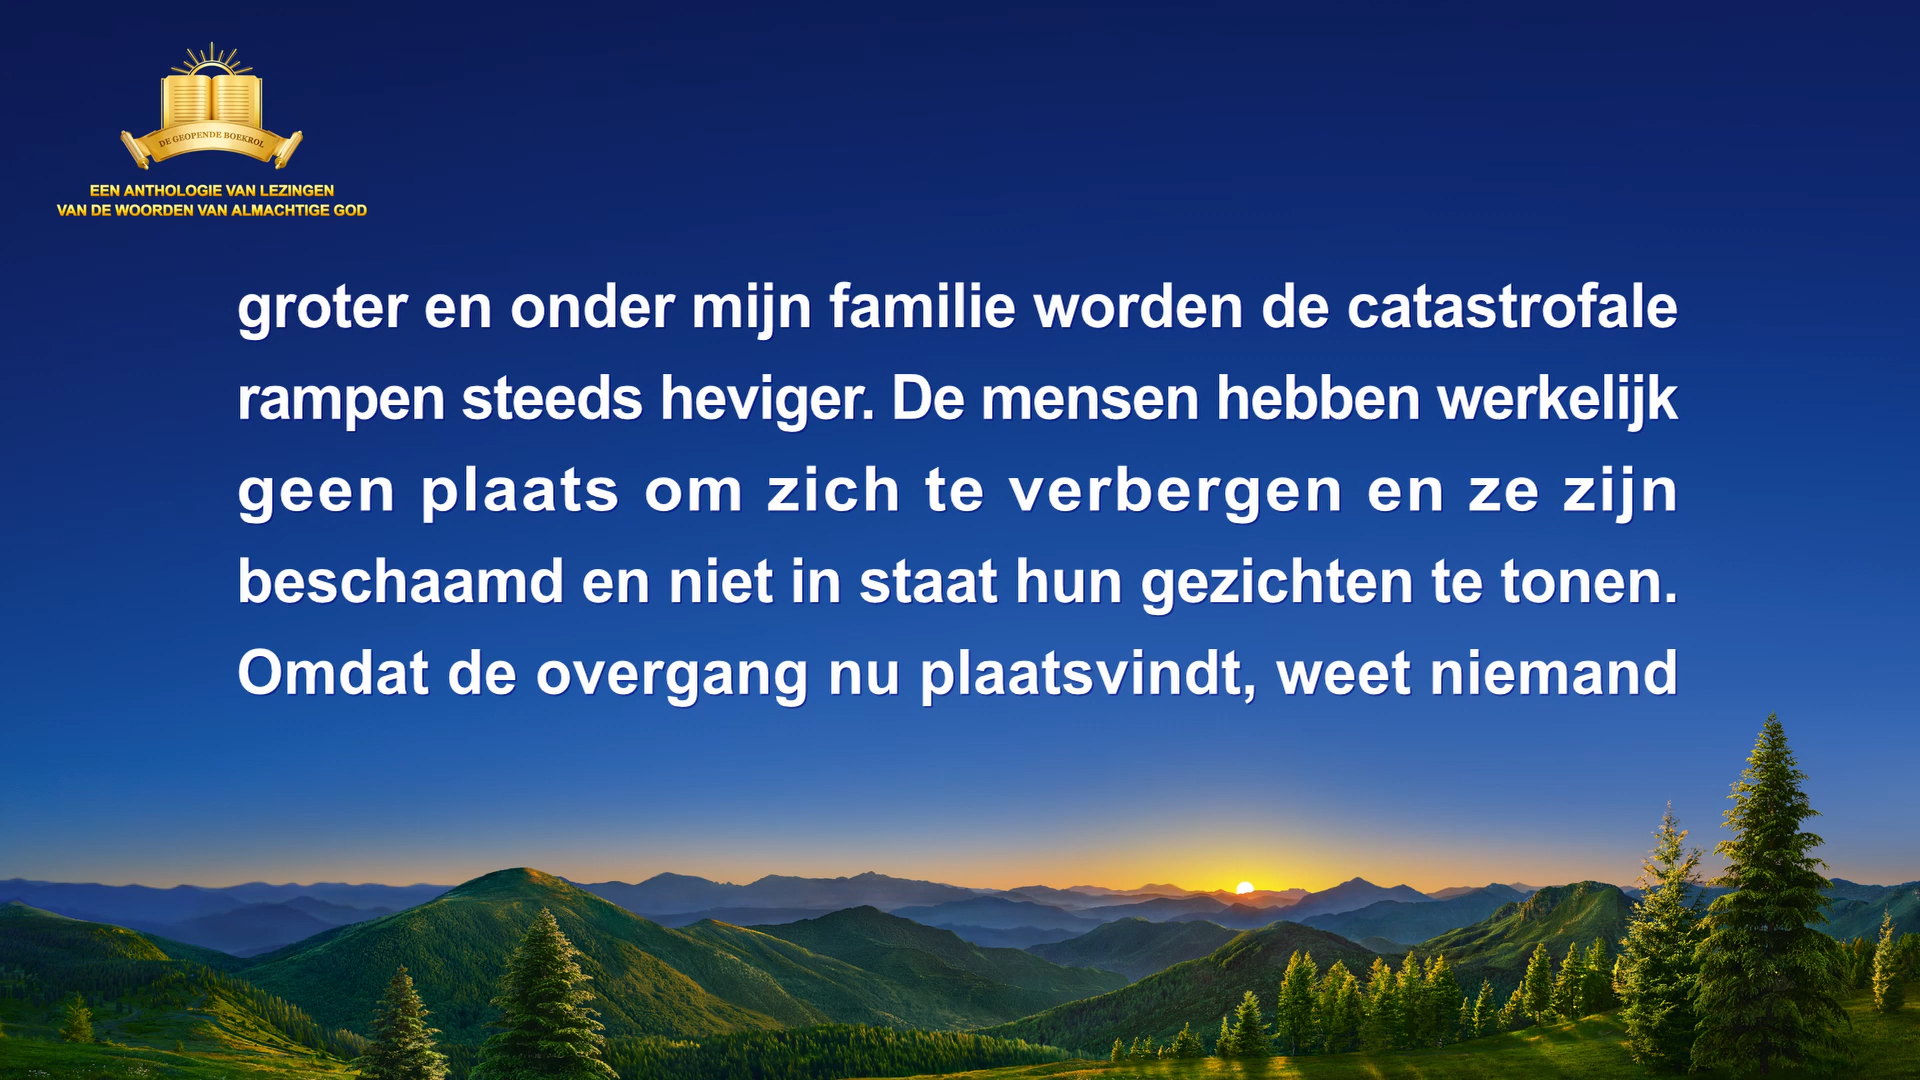 DE GEOPENDE BOEKROL
EEN ANTHOLOGIE VAN LEZINGEN
VAN DE WOORDEN VAN ALMACHTIGE GOD
groter en onder mijn familie worden de catastrofale
rampen steeds heviger. De mensen hebben werkelijk
geen plaats om zich te verbergen en ze zijn
beschaamd en niet in staat hun gezichten te tonen.
Omdat de overgang nu plaatsvindt, weet niemand